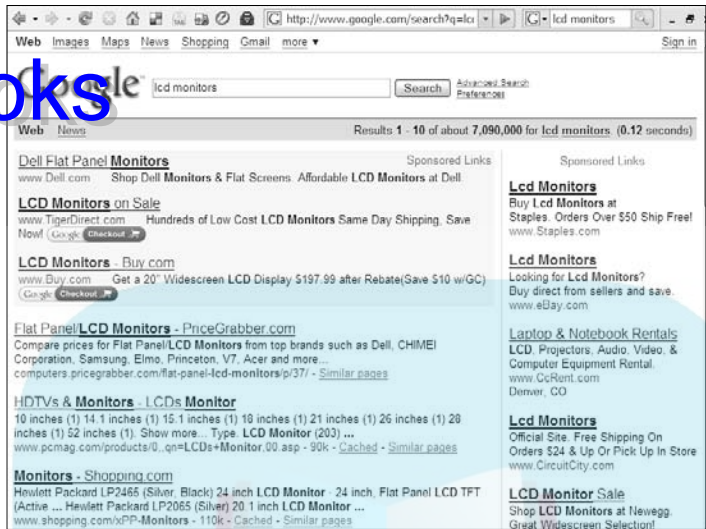 http://www.google.com/search?q=lc
lcd monitors
Web Images Maps News Shopping Gmail more ▼
Sign in
Google
oks
lcd monitors
Search
Advanced Search
Preferences
Web News
Results 1 - 10 of about 7,090,000 for lcd monitors. (0.12 seconds)
Dell Flat Panel Monitors
Sponsored Links
www.Dell.com Shop Dell Monitors & Flat Screens. Affordable LCD Monitors at Dell.
LCD Monitors on Sale
www.TigerDirect.com Hundreds of Low Cost LCD Monitors Same Day Shipping, Save
Now! Google Checkout
LCD Monitors - Buy.com
www.Buy.com Get a 20" Widescreen LCD Display $197.99 after Rebate(Save $10 w/GC)
Google Checkout
Flat Panel/LCD Monitors - PriceGrabber.com
Compare prices for Flat Panel/LCD Monitors from top brands such as Dell, CHIMEI
Corporation, Samsung, Elmo, Princeton, V7, Acer and more...
computers.pricegrabber.com/flat-panel-lcd-monitors/p/37/ - Similar pages
HDTVs & Monitors - LCDs Monitor
10 inches (1) 14.1 inches (1) 15.1 inches (1) 18 inches (1) 21 inches (1) 26 inches (1) 28
inches (1) 52 inches (1). Show more... Type. LCD Monitor (203) ...
www.pcmag.com/products/0,,qn=LCDs+Monitor,00.asp - 90k - Cached - Similar pages
Monitors - Shopping.com
Hewlett Packard LP2465 (Silver, Black) 24 inch LCD Monitor · 24 inch, Flat Panel LCD TFT
(Active ... Hewlett Packard LP2065 (Silver) 20.1 inch LCD Monitor ...
www.shopping.com/xPP-Monitors - 110k - Cached - Similar pages
Sponsored Links
Lcd Monitors
Buy Lcd Monitors at
Staples. Orders Over $50 Ship Free!
www.Staples.com
Lcd Monitors
Looking for Lcd Monitors?
Buy direct from sellers and save.
www.eBay.com
Laptop & Notebook Rentals
LCD, Projectors, Audio, Video, &
Computer Equipment Rental.
www.CcRent.com
Denver, CO
Lcd Monitors
Official Site. Free Shipping On
Orders $24 & Up Or Pick Up In Store
www.CircuitCity.com
LCD Monitor Sale
Shop LCD Monitors at Newegg.
Great Widescreen Selection!